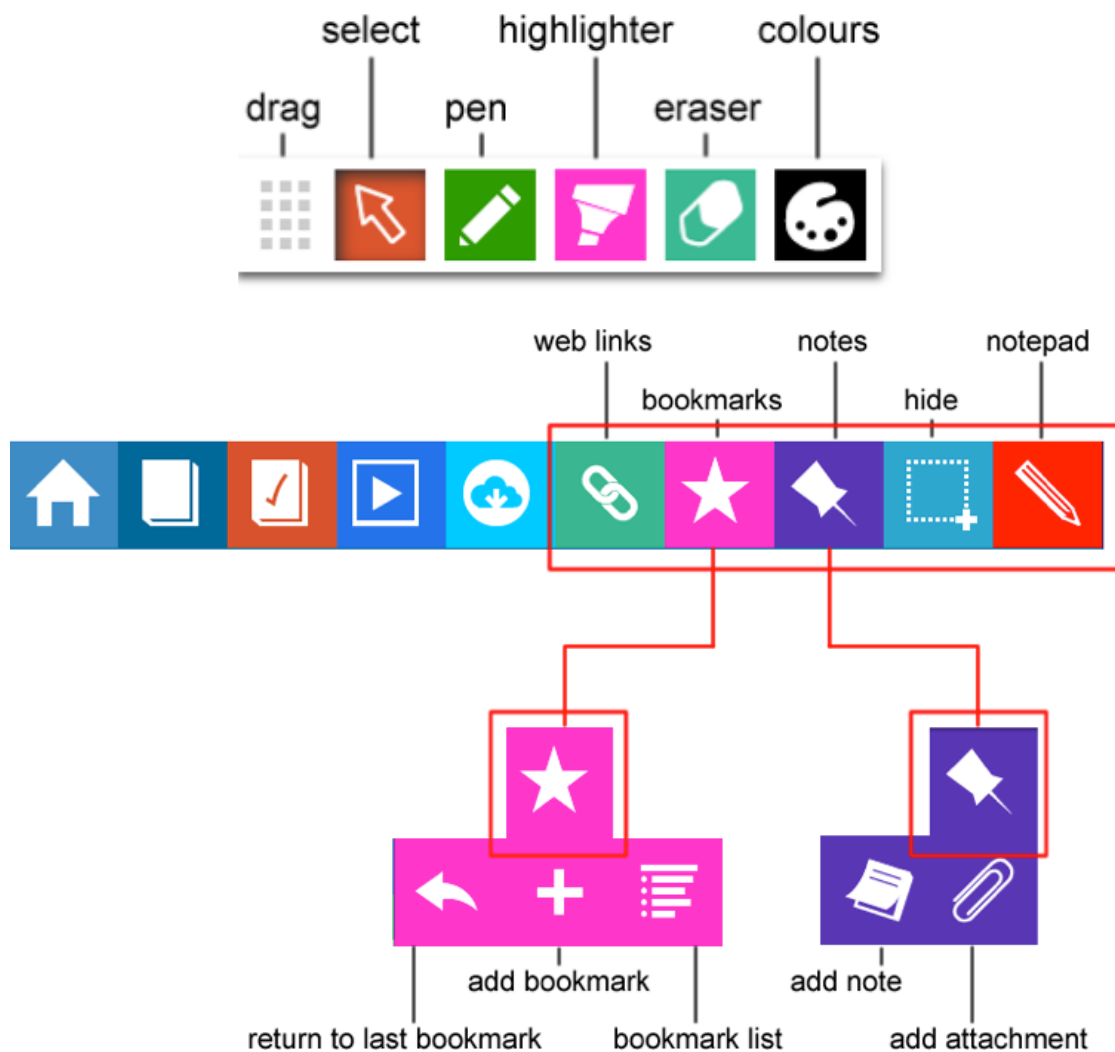 select highlighter colours
drag pen eraser
web links notes notepad
bookmarks hide
add bookmark add note
return to last bookmark bookmark list add attachment